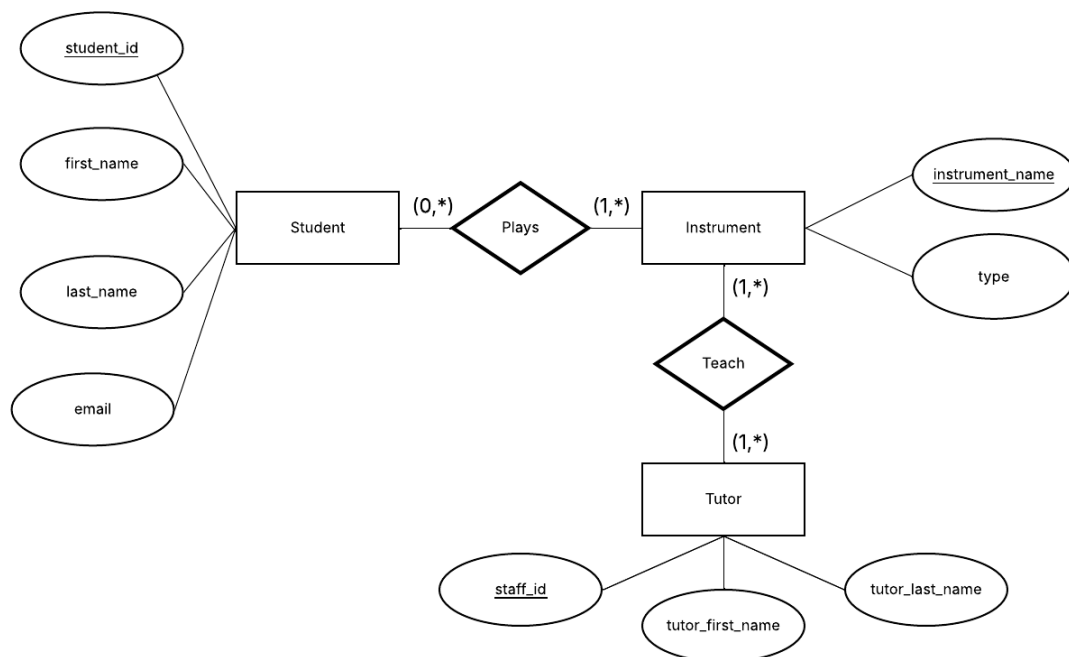 student_id
first_name
last_name
email
Student
(0,*)
Plays
(1,*)
Instrument
instrument_name
type
(1,*)
Teach
(1,*)
Tutor
staff_id
tutor_first_name
tutor_last_name